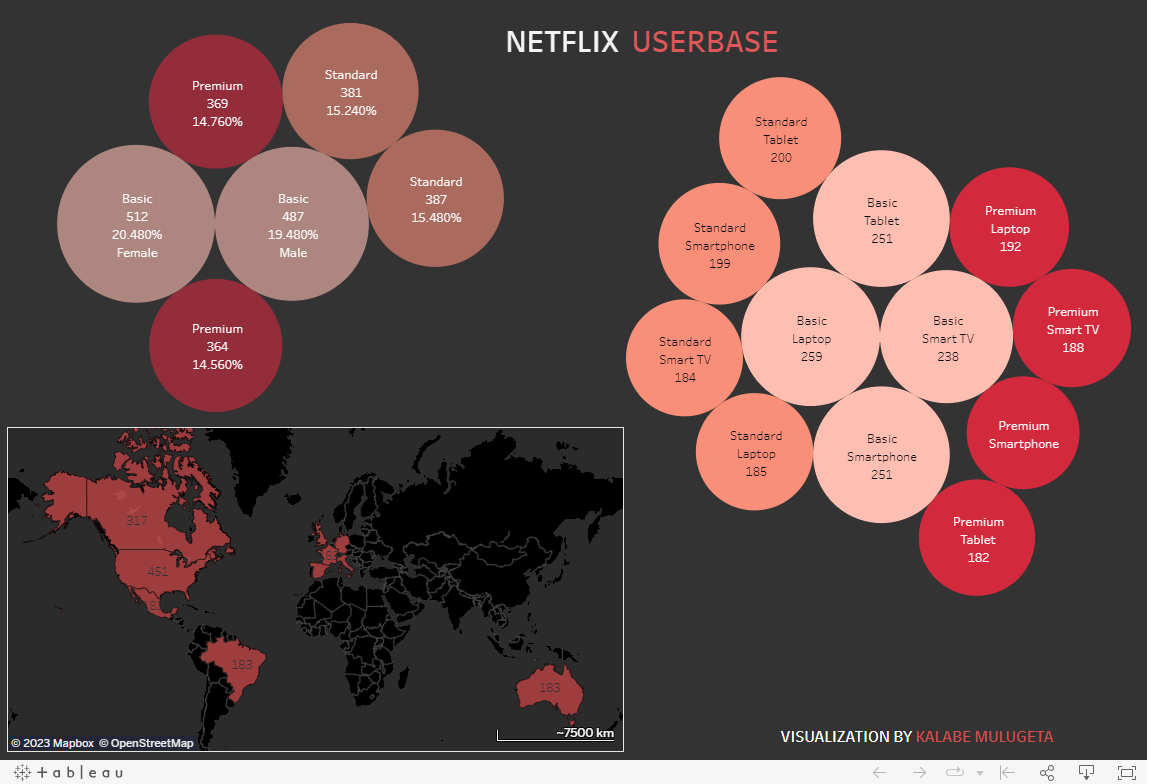 NETFLIX USERBASE
Premium
369
14.760%
Standard
381
15.240%
Standard
387
15.480%
Basic
512
20.480%
Female
Basic
487
19.480%
Male
Premium
364
14.560%
Standard
Tablet
200
Basic
Tablet
251
Premium
Laptop
192
Standard
Smartphone
199
Basic
Laptop
259
Basic
Smart TV
238
Premium
Smart TV
188
Standard
Smart TV
184
Standard
Laptop
185
Basic
Smartphone
251
Premium
Smartphone
Premium
Tablet
182
317
451
183
183
© 2023 Mapbox © OpenStreetMap
~7500 km
VISUALIZATION BY KALABE MULUGETA
+ableau